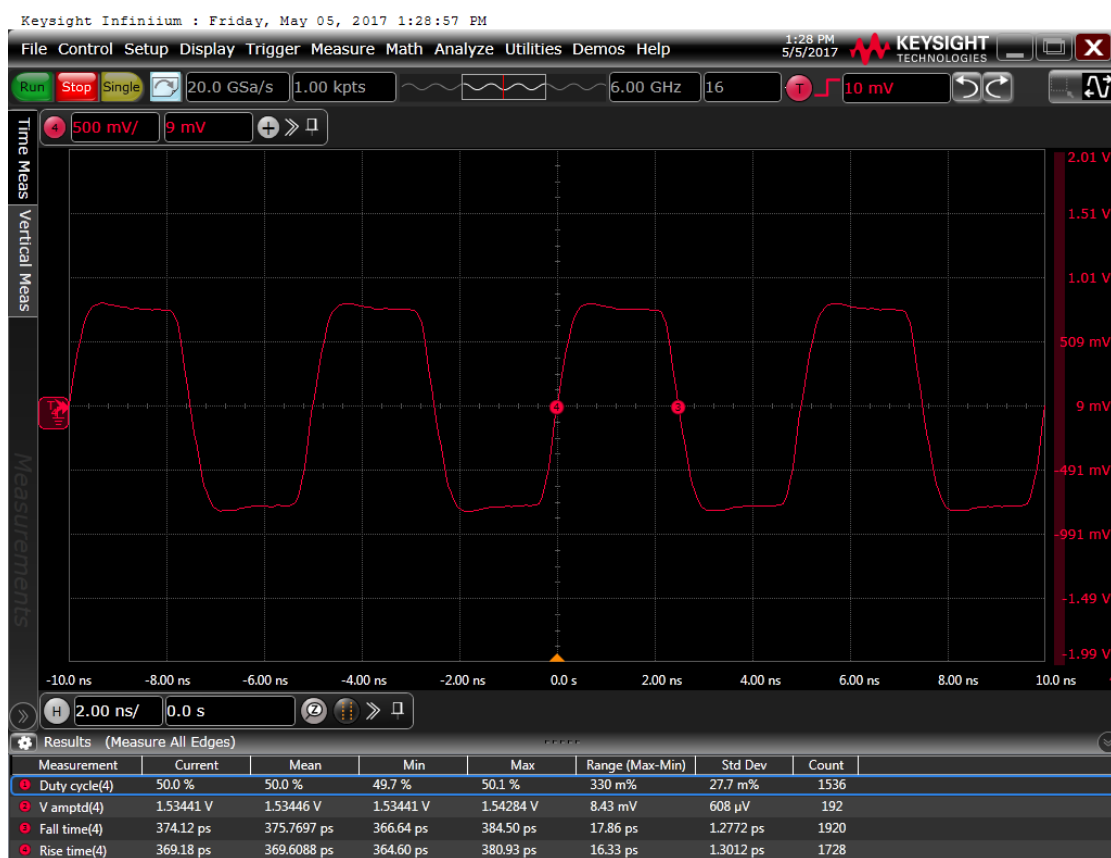 Keysight Infiniium : Friday, May 05, 2017 1:28:57 PM
File Control Setup Display Trigger Measure Math Analyze Utilities Demos Help
1:28 PM
5/5/2017
KEYSIGHT
TECHNOLOGIES
X
Run Stop Single 20.0 GSa/s 1.00 kpts 6.00 GHz 16 T 10 mV
4 500 mV/ 9 mV
Time Meas
Vertical Meas
Measurements
2.01 V
1.51 V
1.01 V
509 mV
9 mV
-491 mV
-991 mV
-1.49 V
-1.99 V
T
4 3
-10.0 ns -8.00 ns -6.00 ns -4.00 ns -2.00 ns 0.0 s 2.00 ns 4.00 ns 6.00 ns 8.00 ns 10.0 ns
H 2.00 ns/ 0.0 s Z
Results (Measure All Edges)
Measurement Current Mean Min Max Range (Max-Min) Std Dev Count
1 Duty cycle(4) 50.0 % 50.0 % 49.7 % 50.1 % 330 m% 27.7 m% 1536
2 V amptd(4) 1.53441 V 1.53446 V 1.53441 V 1.54284 V 8.43 mV 608 µV 192
3 Fall time(4) 374.12 ps 375.7697 ps 366.64 ps 384.50 ps 17.86 ps 1.2772 ps 1920
4 Rise time(4) 369.18 ps 369.6088 ps 364.60 ps 380.93 ps 16.33 ps 1.3012 ps 1728